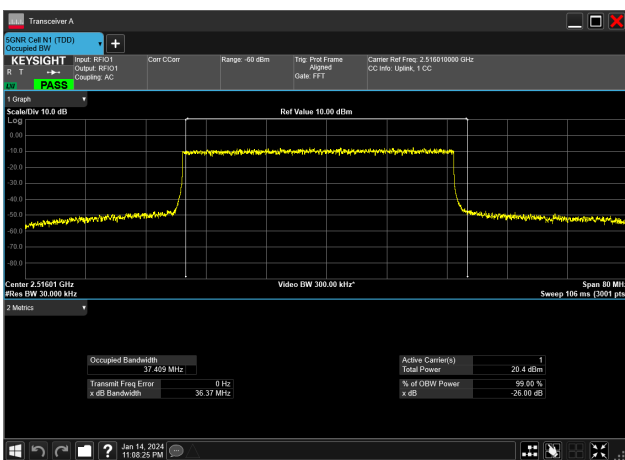 Transceiver A
5GNR Cell N1 (TDD)
Occupied BW
KEYSIGHT
R T
PASS
Input: RFIO1
Output: RFIO1
Coupling: AC
Corr CCorr
Range: -60 dBm
Trig: Prot Frame
Aligned
Gate: FFT
Carrier Ref Freq: 2.516010000 GHz
CC Info: Uplink, 1 CC
1 Graph
Scale/Div 10.0 dB
Ref Value 10.00 dBm
Log
0.00
-10.0
-20.0
-30.0
-40.0
-50.0
-60.0
-70.0
-80.0
Center 2.51601 GHz
Video BW 300.00 kHz*
Span 80 MHz
#Res BW 30.000 kHz
Sweep 106 ms (3001 pts
2 Metrics
Occupied Bandwidth
37.409 MHz
Active Carrier(s) 1
Total Power 20.4 dBm
Transmit Freq Error 0 Hz
x dB Bandwidth 36.37 MHz
% of OBW Power 99.00 %
x dB -26.00 dB
Jan 14, 2024
11:08:25 PM